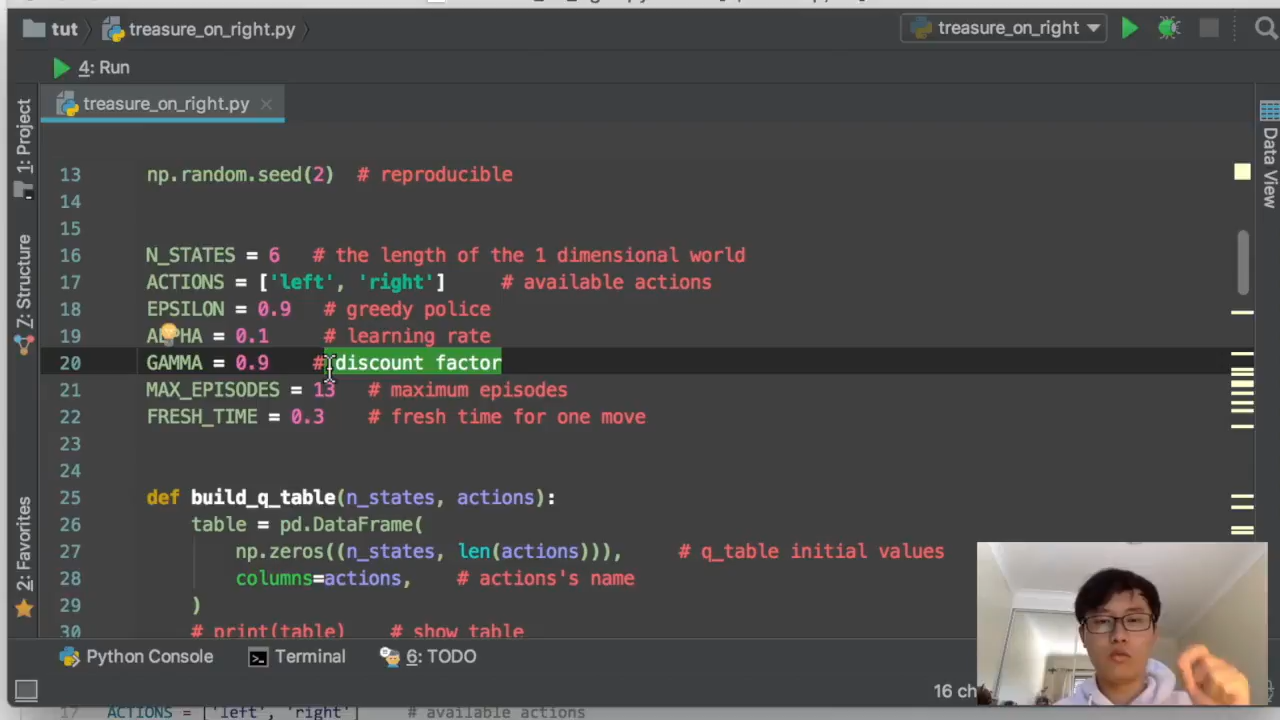 tut
treasure_on_right.py
treasure_on_right
4: Run
treasure_on_right.py
1: Project
Z: Structure
2: Favorites
Data View
13 np.random.seed(2) # reproducible
14
15
16 N_STATES = 6 # the length of the 1 dimensional world
17 ACTIONS = ['left', 'right'] # available actions
18 EPSILON = 0.9 # greedy police
19 ALPHA = 0.1 # learning rate
20 GAMMA = 0.9 # discount factor
21 MAX_EPISODES = 13 # maximum episodes
22 FRESH_TIME = 0.3 # fresh time for one move
23
24
25 def build_q_table(n_states, actions):
26 table = pd.DataFrame(
27 np.zeros((n_states, len(actions))), # q_table initial values
28 columns=actions, # actions's name
29 )
30 # print(table) # show table
Python Console
Terminal
6: TODO
16 ch
17 ACTIONS = ['left', 'right'] # available actions